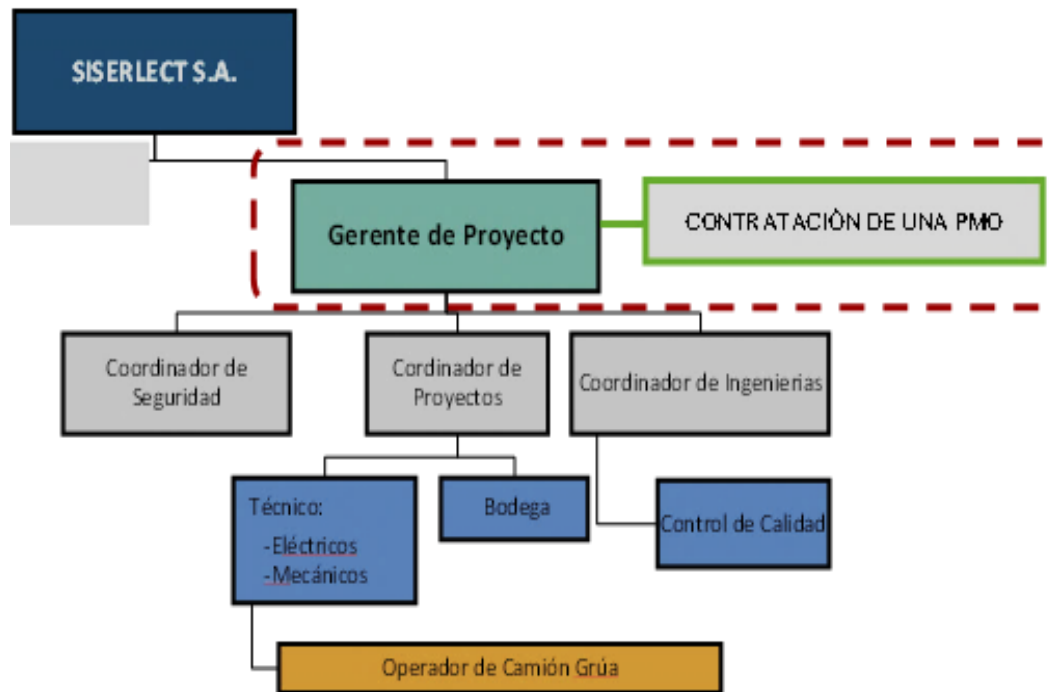 SISERLECT S.A.
Gerente de Proyecto
CONTRATACIÓN DE UNA PMO
Coordinador de
Seguridad
Cordinador de
Proyectos
Coordinador de Ingenierias
Técnico:
-Eléctricos
-Mecánicos
Bodega
Control de Calidad
Operador de Camión Grúa